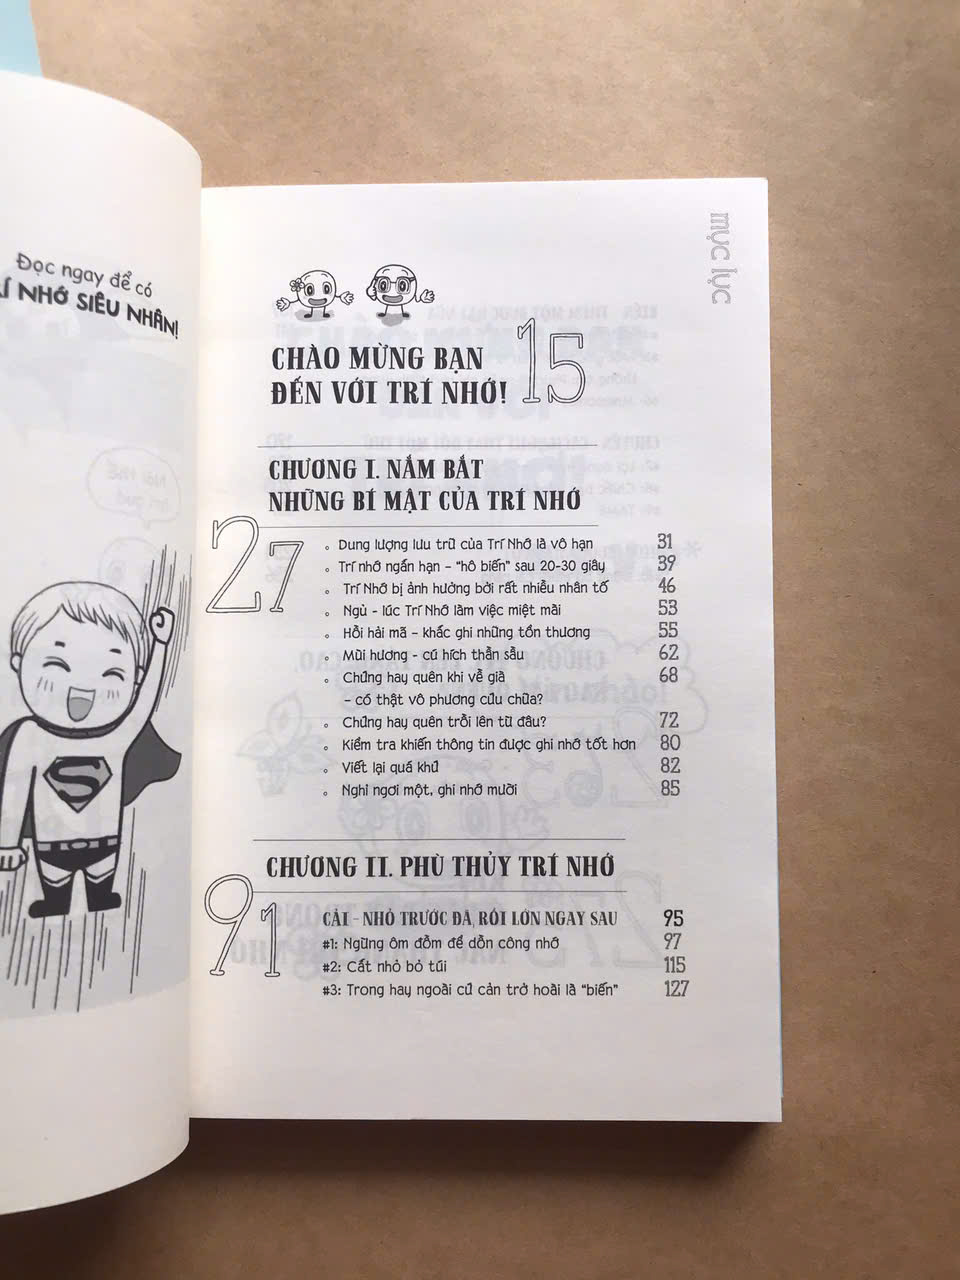 Đọc ngay để có
TRÍ NHỚ SIÊU NHÂN!
mục lục
CHÀO MỪNG BẠN
ĐẾN VỚI TRÍ NHỚ! 15
CHƯƠNG I. NẮM BẮT
NHỮNG BÍ MẬT CỦA TRÍ NHỚ
27
Dung lượng lưu trữ của Trí Nhớ là vô hạn 31
Trí nhớ ngắn hạn - “hô biến” sau 20-30 giây 39
Trí Nhớ bị ảnh hưởng bởi rất nhiều nhân tố 46
Ngủ - lúc Trí Nhớ làm việc miệt mài 53
Hồi hải mã - khắc ghi những tổn thương 55
Mùi hương - cú hích thần sầu 62
Chứng hay quên khi về già 68
- có thật vô phương cứu chữa?
Chứng hay quên trồi lên từ đâu? 72
Kiểm tra khiến thông tin được ghi nhớ tốt hơn 80
Viết lại quá khứ 82
Nghỉ ngơi một, ghi nhớ mười 85
CHƯƠNG II. PHÙ THỦY TRÍ NHỚ
91
CẢI - NHỎ TRƯỚC ĐÃ, RỒI LỚN NGAY SAU 95
#1: Ngừng ôm đồm để dồn công nhớ 97
#2: Cắt nhỏ bỏ túi 115
#3: Trong hay ngoài cứ cản trở hoài là “biến” 127
S